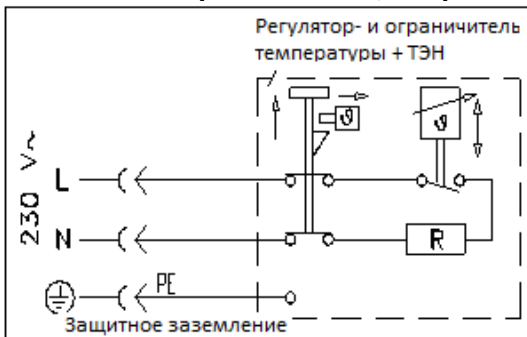 Регулятор- и ограничитель
температуры + ТЭН
ϑ
ϑ
230 V~
L
N
R
PE
Защитное заземление